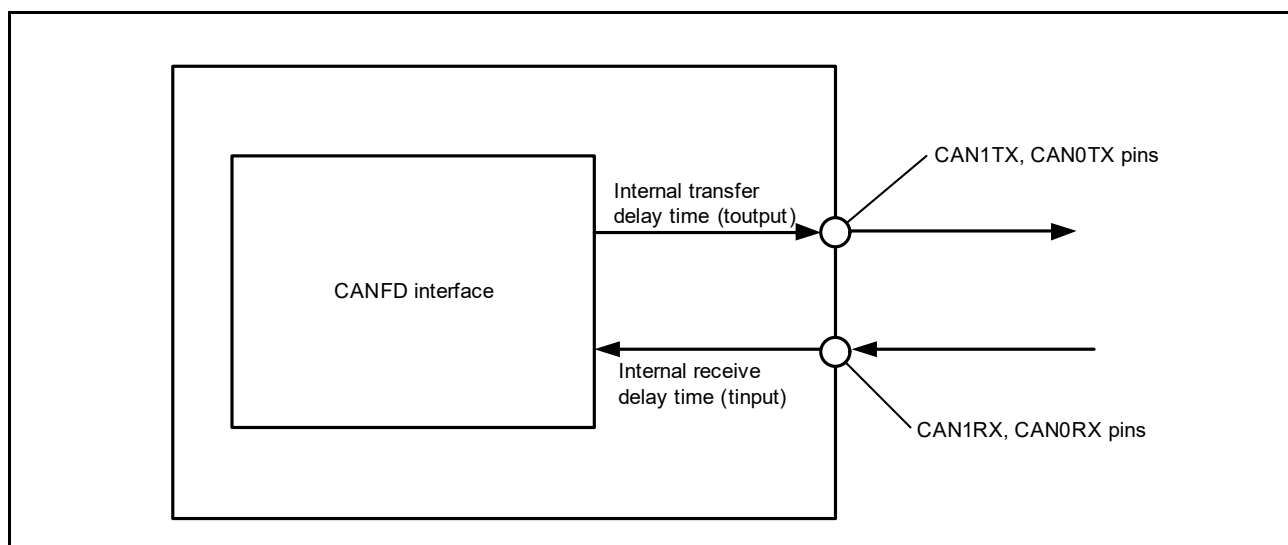 CAN1TX, CAN0TX pins
Internal transfer
delay time (toutput)
CANFD interface
Internal receive
delay time (tinput)
CAN1RX, CAN0RX pins